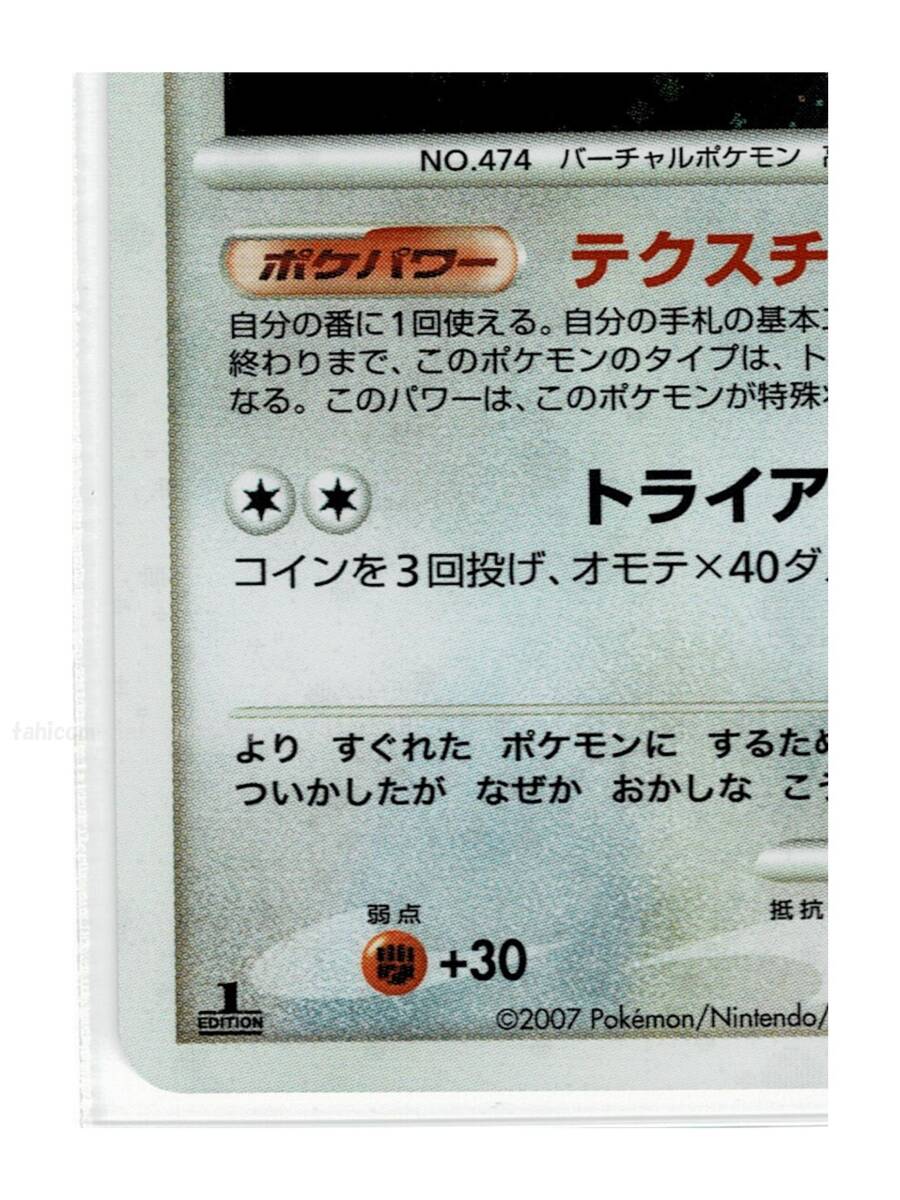 NO.474 バーチャルポケモン
ポケパワー テクスチ
自分の番に1回使える。自分の手札の基本
終わりまで、このポケモンのタイプは、ト
なる。このパワーは、このポケモンが特殊
トライア
コインを3回投げ、オモテ×40ダ
より すぐれた ポケモンに するため
ついかしたが なぜか おかしな こう
弱点 抵抗
+30
1
EDITION
©2007 Pokémon/Nintendo/